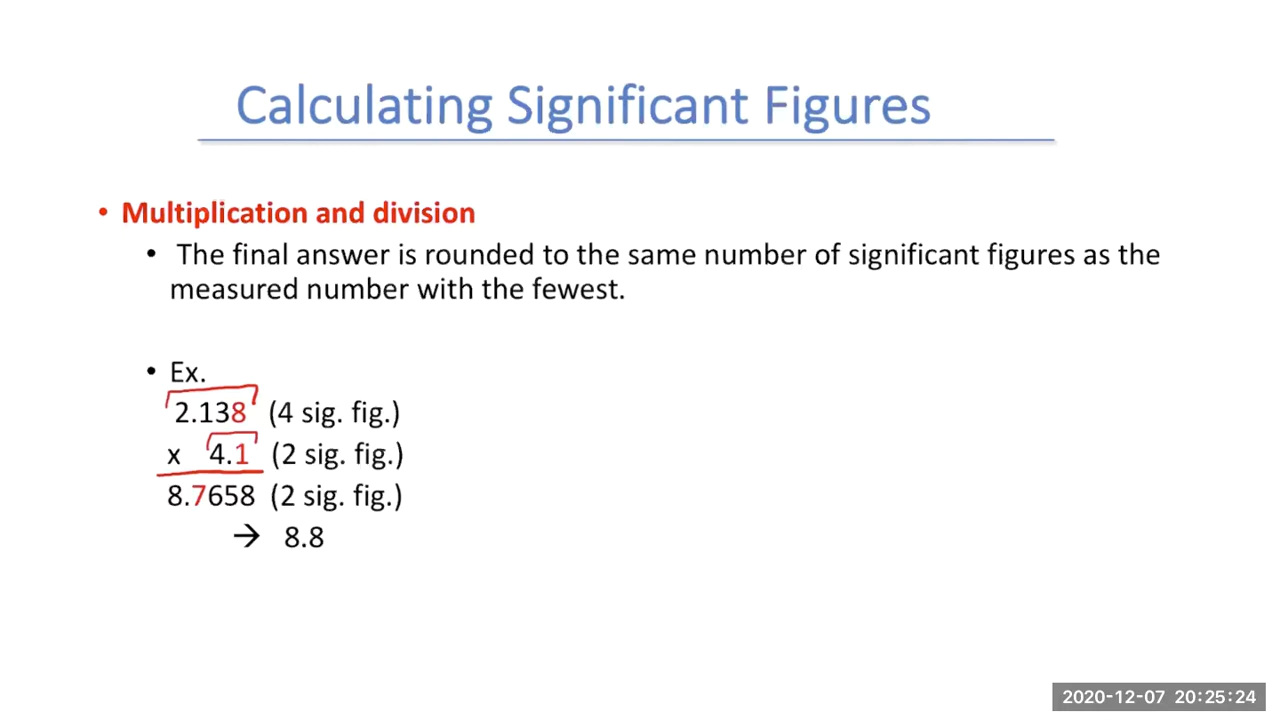 Calculating Significant Figures
• Multiplication and division
• The final answer is rounded to the same number of significant figures as the
measured number with the fewest.
• Ex.
2.138 (4 sig. fig.)
x 4.1 (2 sig. fig.)
8.7658 (2 sig. fig.)
→ 8.8
2020-12-07 20:25:24